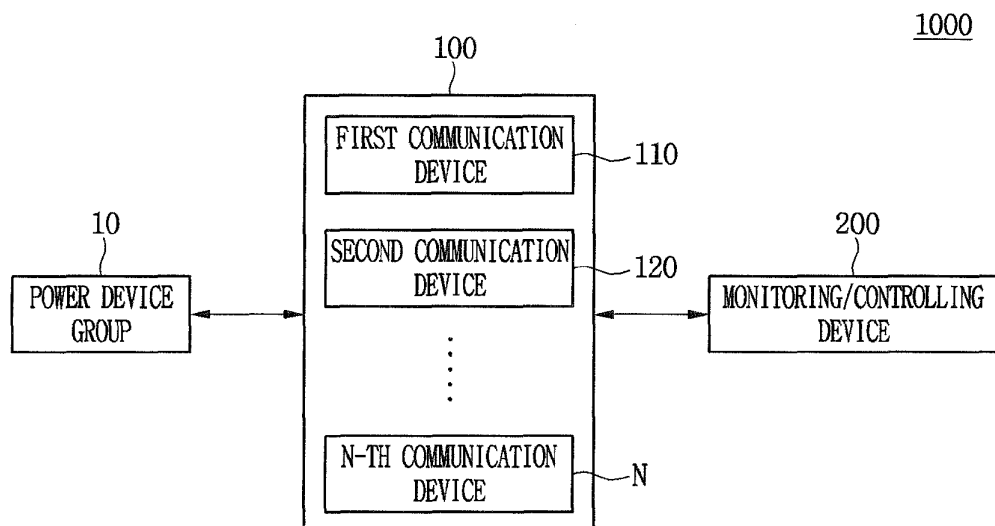 1000
100
FIRST COMMUNICATION
DEVICE
110
10
POWER DEVICE
GROUP
SECOND COMMUNICATION
DEVICE
120
200
MONITORING/CONTROLLING
DEVICE
N-TH COMMUNICATION
DEVICE
N